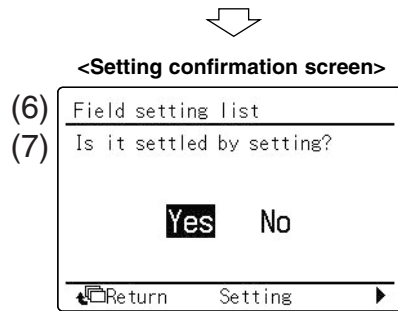 <Setting confirmation screen>
(6) Field setting list
(7) Is it settled by setting?
Yes No
Return Setting